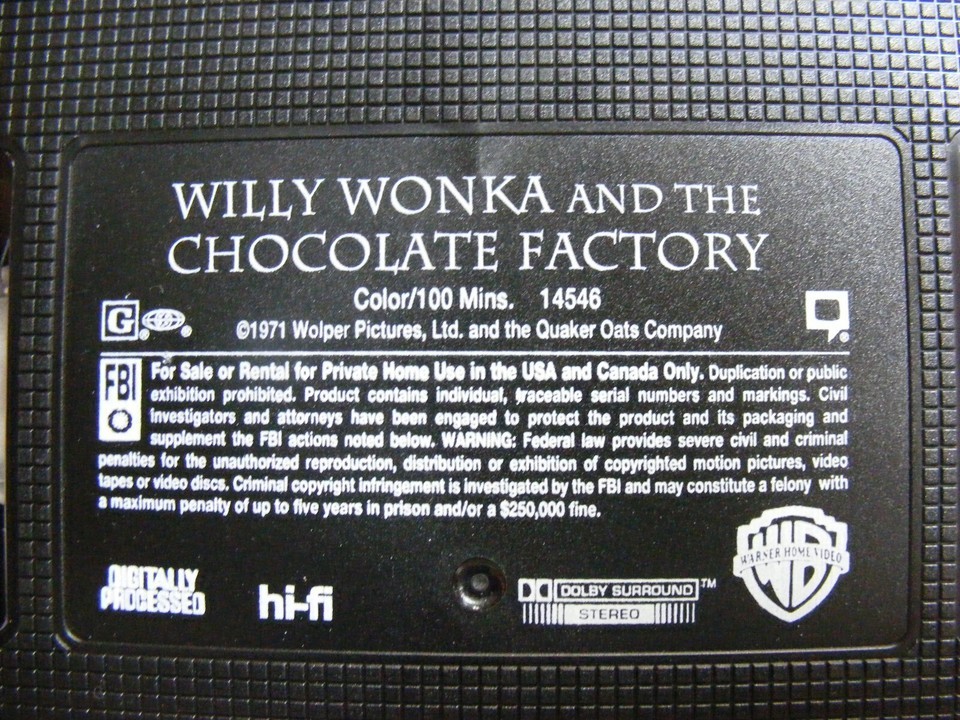 WILLY WONKA AND THE
CHOCOLATE FACTORY
Color/100 Mins. 14546
G ®
©1971 Wolper Pictures, Ltd. and the Quaker Oats Company
FBI
For Sale or Rental for Private Home Use in the USA and Canada Only. Duplication or public
exhibition prohibited. Product contains individual, traceable serial numbers and markings. Civil
investigators and attorneys have been engaged to protect the product and its packaging and
supplement the FBI actions noted below. WARNING: Federal law provides severe civil and criminal
penalties for the unauthorized reproduction, distribution or exhibition of copyrighted motion pictures, video
tapes or video discs. Criminal copyright infringement is investigated by the FBI and may constitute a felony with
a maximum penalty of up to five years in prison and/or a $250,000 fine.
DIGITALLY
PROCESSED
hi-fi
DOLBY SURROUND™
STEREO
WARNER HOME VIDEO
WB